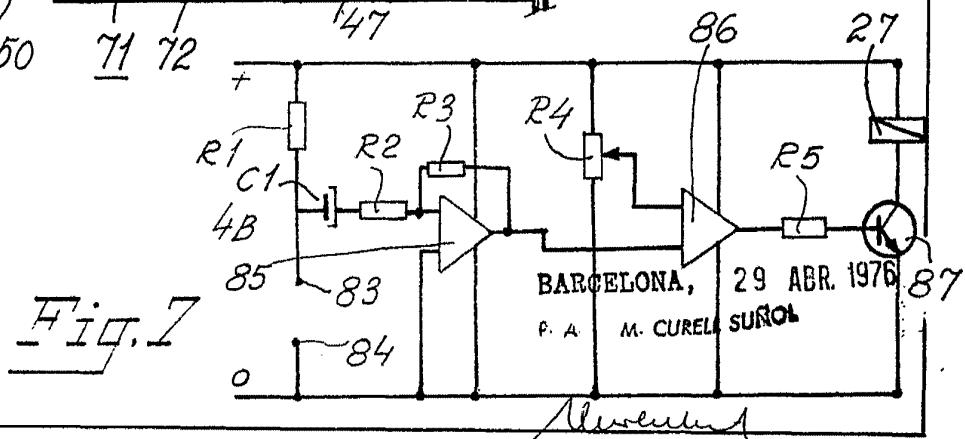 50 71 72 47
86 27
+
R3 R4
R1 R2 R5
C1
4B
85 83
BARCELONA, 29 ABR. 1976 87
P. A. M. CURELL SUÑOL
Fig. 7
84
0